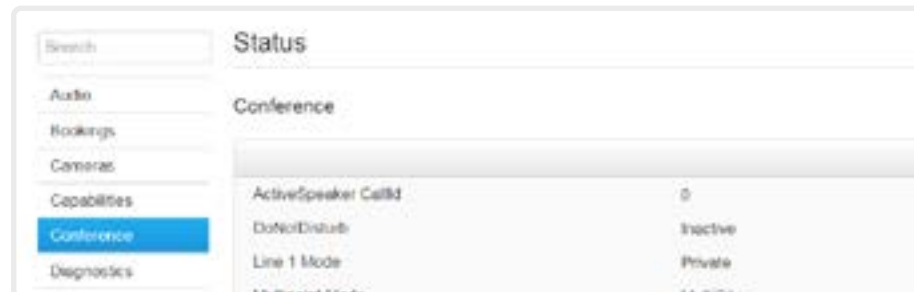 Search
Status
Audio
Bookings
Cameras
Capabilities
Conference
Diagnostics
Conference
ActiveSpeaker CallId 0
DoNotDisturb Inactive
Line 1 Mode Private